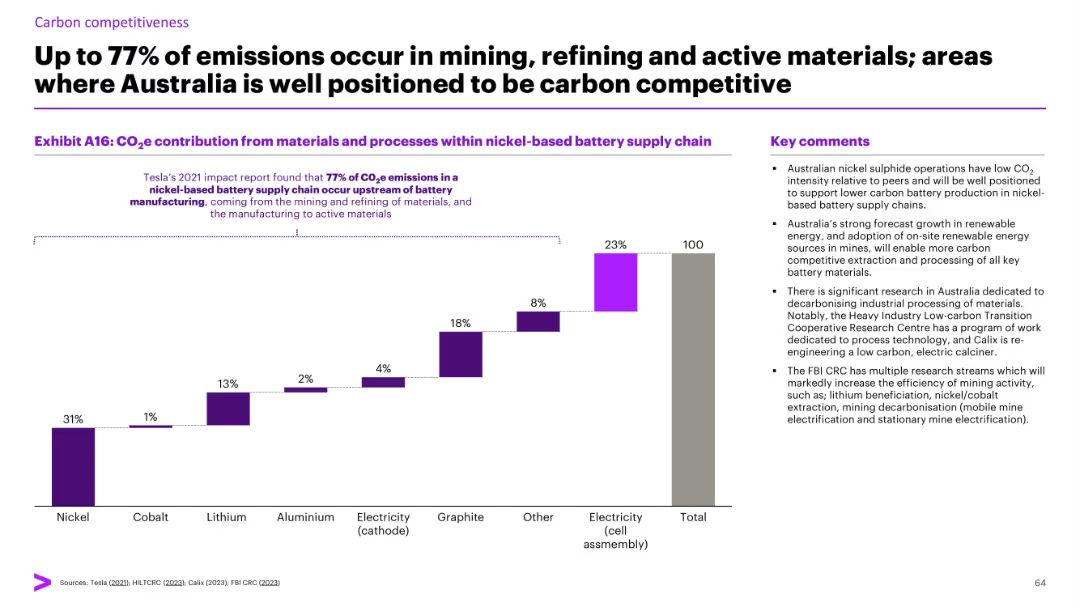 Carbon competitiveness
Up to 77% of emissions occur in mining, refining and active materials; areas
where Australia is well positioned to be carbon competitive
Exhibit A16: CO₂e contribution from materials and processes within nickel-based battery supply chain
Tesla's 2021 impact report found that 77% of CO₂e emissions in a
nickel-based battery supply chain occur upstream of battery
manufacturing, coming from the mining and refining of materials, and
the manufacturing to active materials
31%
1%
13%
2%
4%
18%
8%
23%
100
Nickel
Cobalt
Lithium
Aluminium
Electricity
(cathode)
Graphite
Other
Electricity
(cell
assmembly)
Total
Key comments
▪ Australian nickel sulphide operations have low CO₂
intensity relative to peers and will be well positioned
to support lower carbon battery production in nickel-
based battery supply chains.
▪ Australia's strong forecast growth in renewable
energy, and adoption of on-site renewable energy
sources in mines, will enable more carbon
competitive extraction and processing of all key
battery materials.
▪ There is significant research in Australia dedicated to
decarbonising industrial processing of materials.
Notably, the Heavy Industry Low-carbon Transition
Cooperative Research Centre has a program of work
dedicated to process technology, and Calix is re-
engineering a low carbon, electric calciner.
▪ The FBI CRC has multiple research streams which will
markedly increase the efficiency of mining activity,
such as; lithium beneficiation, nickel/cobalt
extraction, mining decarbonisation (mobile mine
electrification and stationary mine electrification).
Sources: Tesla (2021); HILTCRC (2023); Calix (2023); FBI CRC (2023)
64